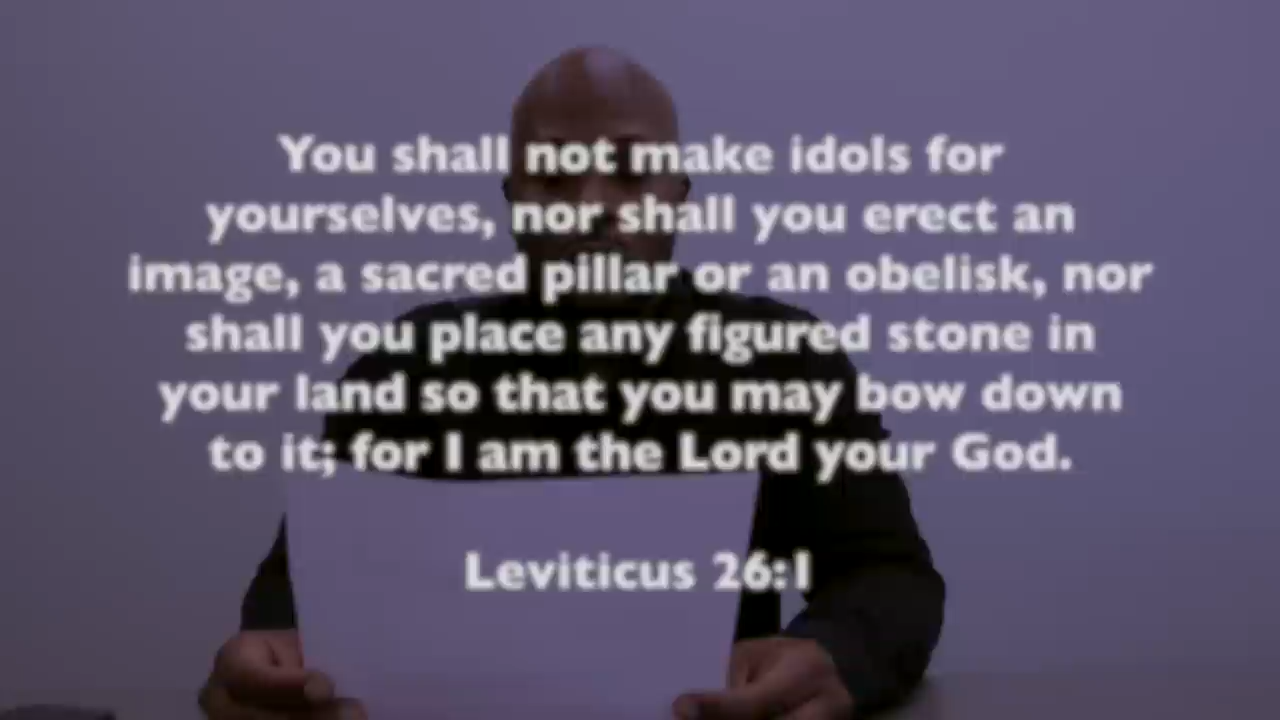 You shall not make idols for
yourselves, nor shall you erect an
image, a sacred pillar or an obelisk, nor
shall you place any figured stone in
your land so that you may bow down
to it; for I am the Lord your God.
Leviticus 26:1